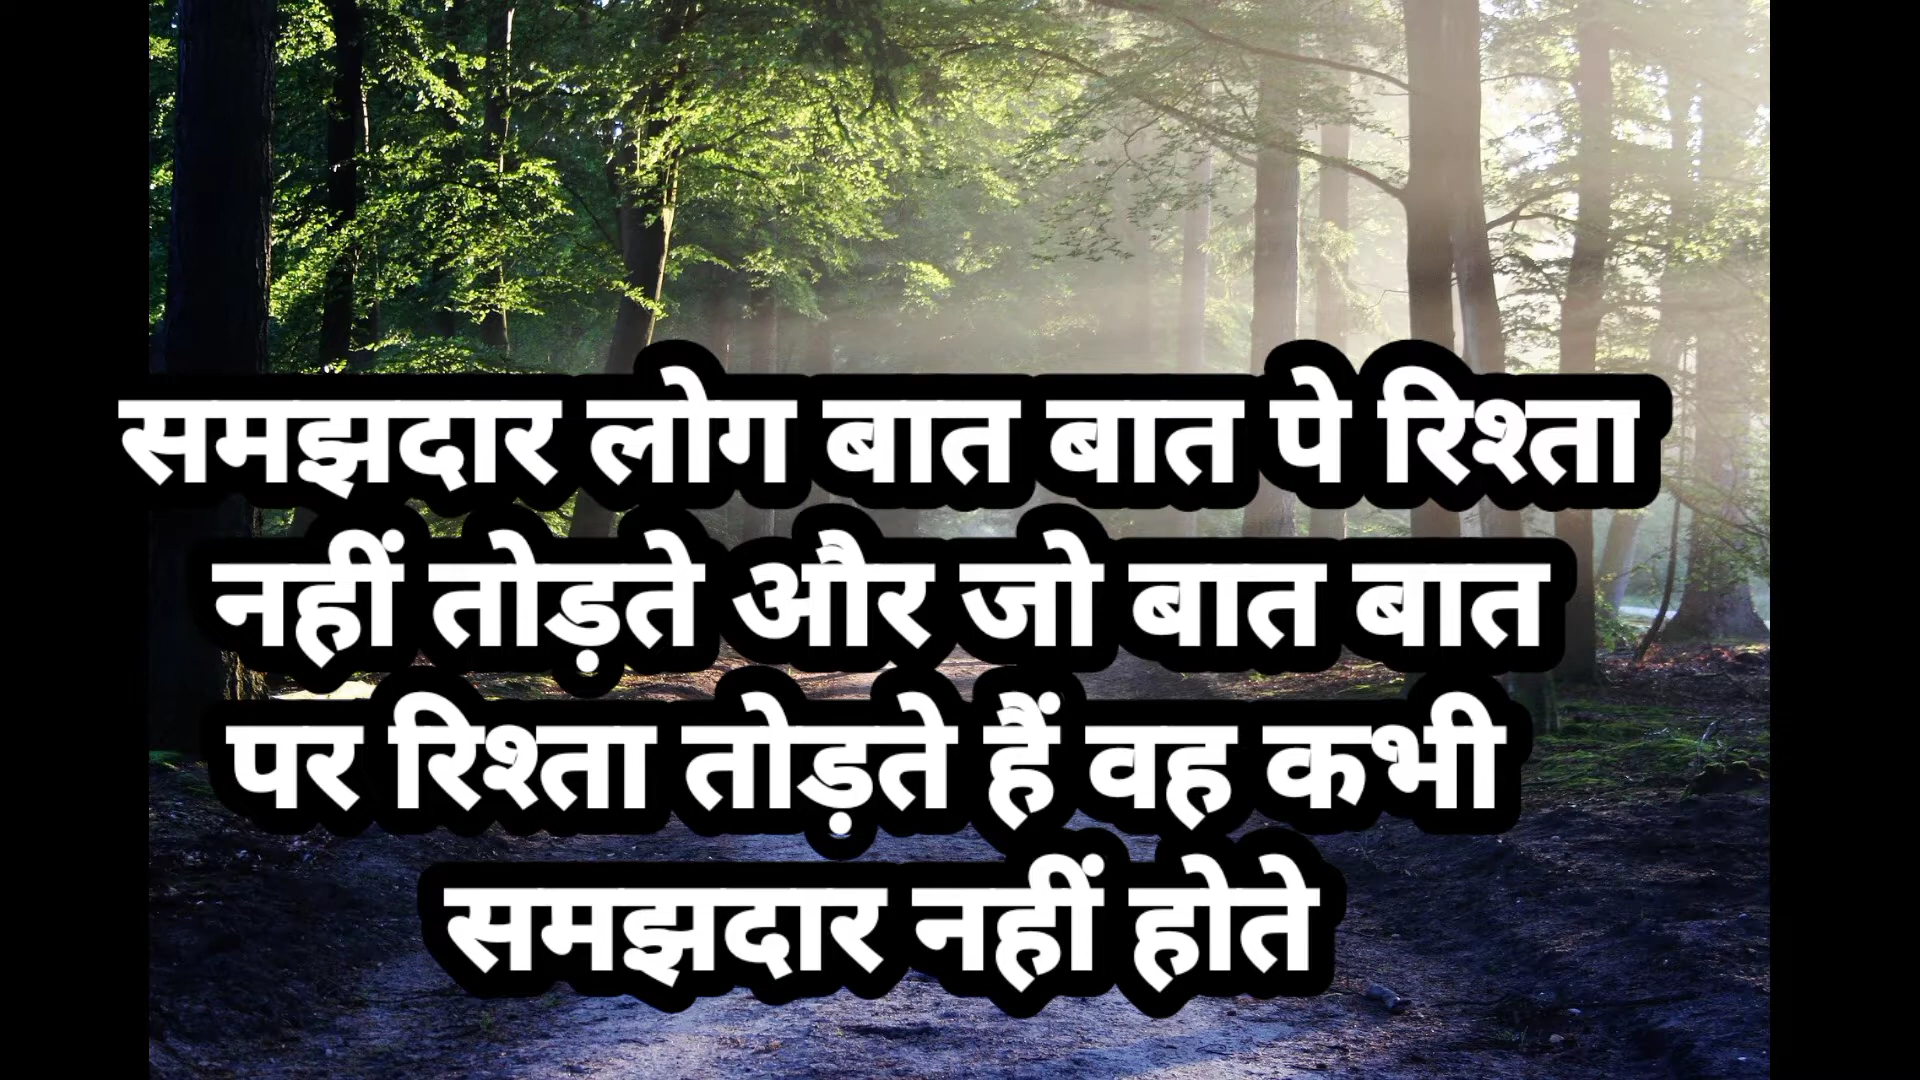 समझदार लोग बात बात पे रिश्ता
नहीं तोड़ते और जो बात बात
पर रिश्ता तोड़ते हैं वह कभी
समझदार नहीं होते